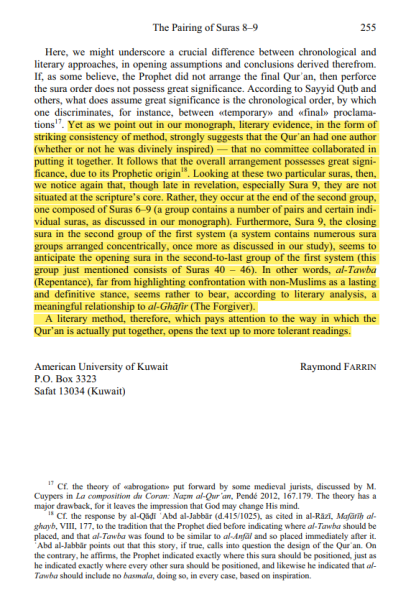 The Pairing of Suras 8–9 255
Here, we might underscore a crucial difference between chronological and
literary approaches, in opening assumptions and conclusions derived therefrom.
If, as some believe, the Prophet did not arrange the final Qurʾan, then perforce
the sura order does not possess great significance. According to Sayyid Quṭb and
others, what does assume great significance is the chronological order, by which
one discriminates, for instance, between «temporary» and «final» proclama-
tions17. Yet as we point out in our monograph, literary evidence, in the form of
striking consistency of method, strongly suggests that the Qurʾan had one author
(whether or not he was divinely inspired) — that no committee collaborated in
putting it together. It follows that the overall arrangement possesses great signi-
ficance, due to its Prophetic origin18. Looking at these two particular suras, then,
we notice again that, though late in revelation, especially Sura 9, they are not
situated at the scripture's core. Rather, they occur at the end of the second group,
one composed of Suras 6–9 (a group contains a number of pairs and certain indi-
vidual suras, as discussed in our monograph). Furthermore, Sura 9, the closing
sura in the second group of the first system (a system contains numerous sura
groups arranged concentrically, once more as discussed in our study), seems to
anticipate the opening sura in the second-to-last group of the first system (this
group just mentioned consists of Suras 40 – 46). In other words, al-Tawba
(Repentance), far from highlighting confrontation with non-Muslims as a lasting
and definitive stance, seems rather to bear, according to literary analysis, a
meaningful relationship to al-Ghāfir (The Forgiver).
A literary method, therefore, which pays attention to the way in which the
Qur'an is actually put together, opens the text up to more tolerant readings.
American University of Kuwait Raymond FARRIN
P.O. Box 3323
Safat 13034 (Kuwait)
17 Cf. the theory of «abrogation» put forward by some medieval jurists, discussed by M.
Cuypers in La composition du Coran: Nazm al-Qurʾan, Pendé 2012, 167.179. The theory has a
major drawback, for it leaves the impression that God may change His mind.
18 Cf. the response by al-Qāḍī ʿAbd al-Jabbār (d.415/1025), as cited in al-Rāzī, Mafātīḥ al-
ghayb, VIII, 177, to the tradition that the Prophet died before indicating where al-Tawba should be
placed, and that al-Tawba was found to be similar to al-Anfāl and so placed immediately after it.
ʿAbd al-Jabbār points out that this story, if true, calls into question the design of the Qurʾan. On
the contrary, he affirms, the Prophet indicated exactly where this sura should be positioned, just as
he indicated exactly where every other sura should be positioned, and likewise he indicated that al-
Tawba should include no basmala, doing so, in every case, based on inspiration.